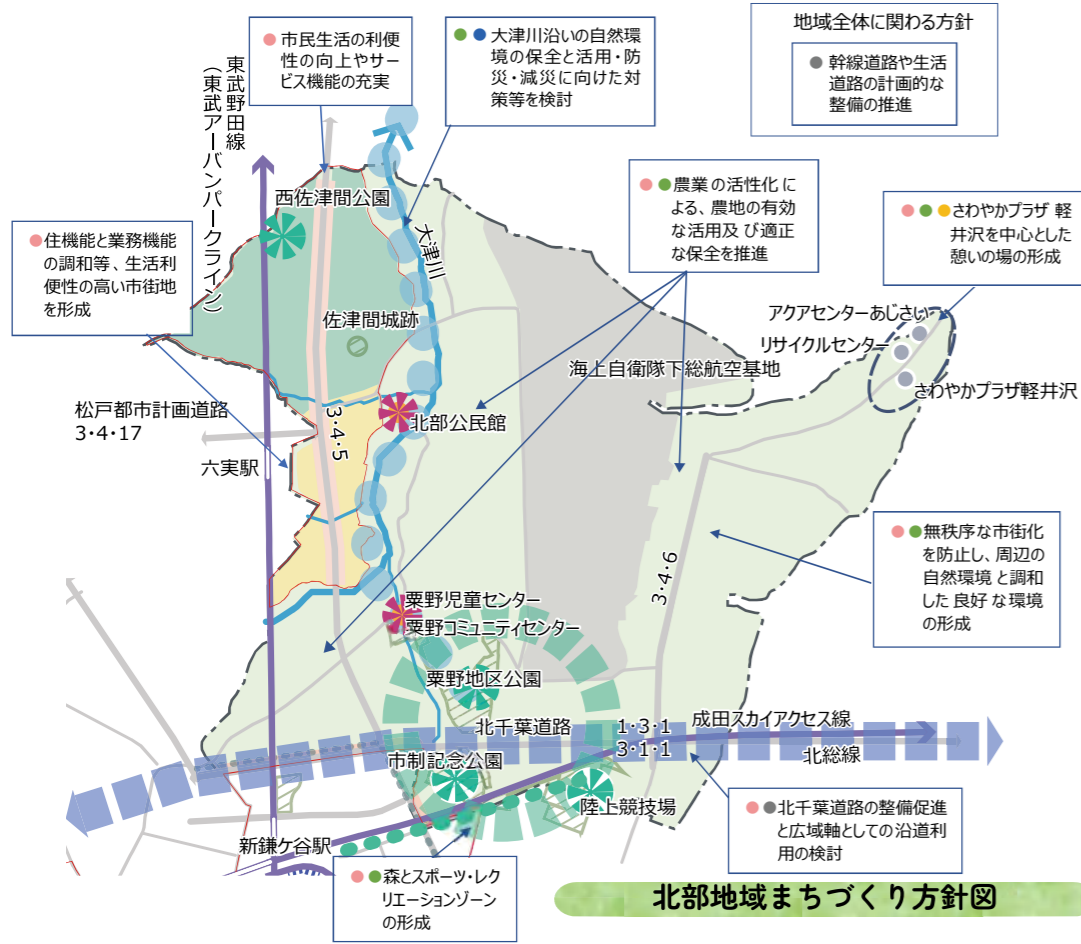 地域全体に関わる方針
● 幹線道路や生活
道路の計画的な
整備の推進
● 市民生活の利便
性の向上やサー
ビス機能の充実
● ● 大津川沿いの自然環
境の保全と活用・防
災・減災に向けた対
策等を検討
東武野田線
（東武アーバンパークライン）
● ● 農業の活性化に
よる、農地の有効
な活用及び適正
な保全を推進
● ● ● さわやかプラザ 軽
井沢を中心とした
憩いの場の形成
● 住機能と業務機能
の調和等、生活利
便性の高い市街地
を形成
西佐津間公園
大津川
佐津間城跡
アクアセンターあじさい
リサイクルセンター
さわやかプラザ軽井沢
海上自衛隊下総航空基地
松戸都市計画道路
3・4・17
3・4・5
北部公民館
六実駅
● ● 無秩序な市街化
を防止し、周辺の
自然環境 と調和
した 良好 な環境
の形成
3・4・6
粟野児童センター
粟野コミュニティセンター
粟野地区公園
北千葉道路
1・3・1
3・1・1
成田スカイアクセス線
北総線
市制記念公園
陸上競技場
新鎌ケ谷駅
● ● 北千葉道路の整備促進
と広域軸としての沿道利
用の検討
● ● 森とスポーツ・レク
リエーションゾーン
の形成
北部地域まちづくり方針図